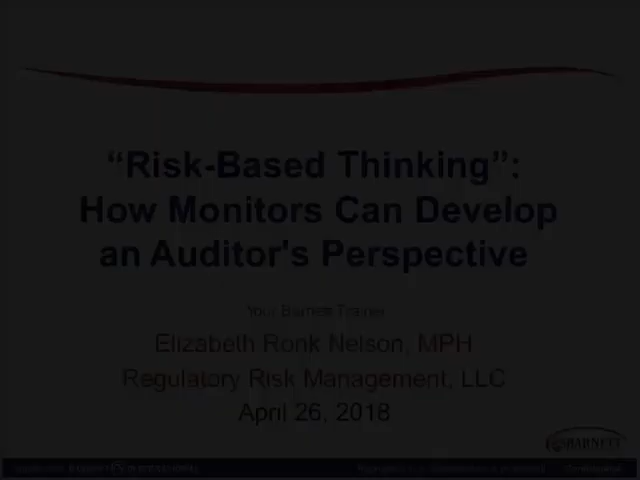 “Risk-Based Thinking”:
How Monitors Can Develop
an Auditor's Perspective
Your Barnett Trainer
Elizabeth Ronk Nelson, MPH
Regulatory Risk Management, LLC
April 26, 2018
BARNETT